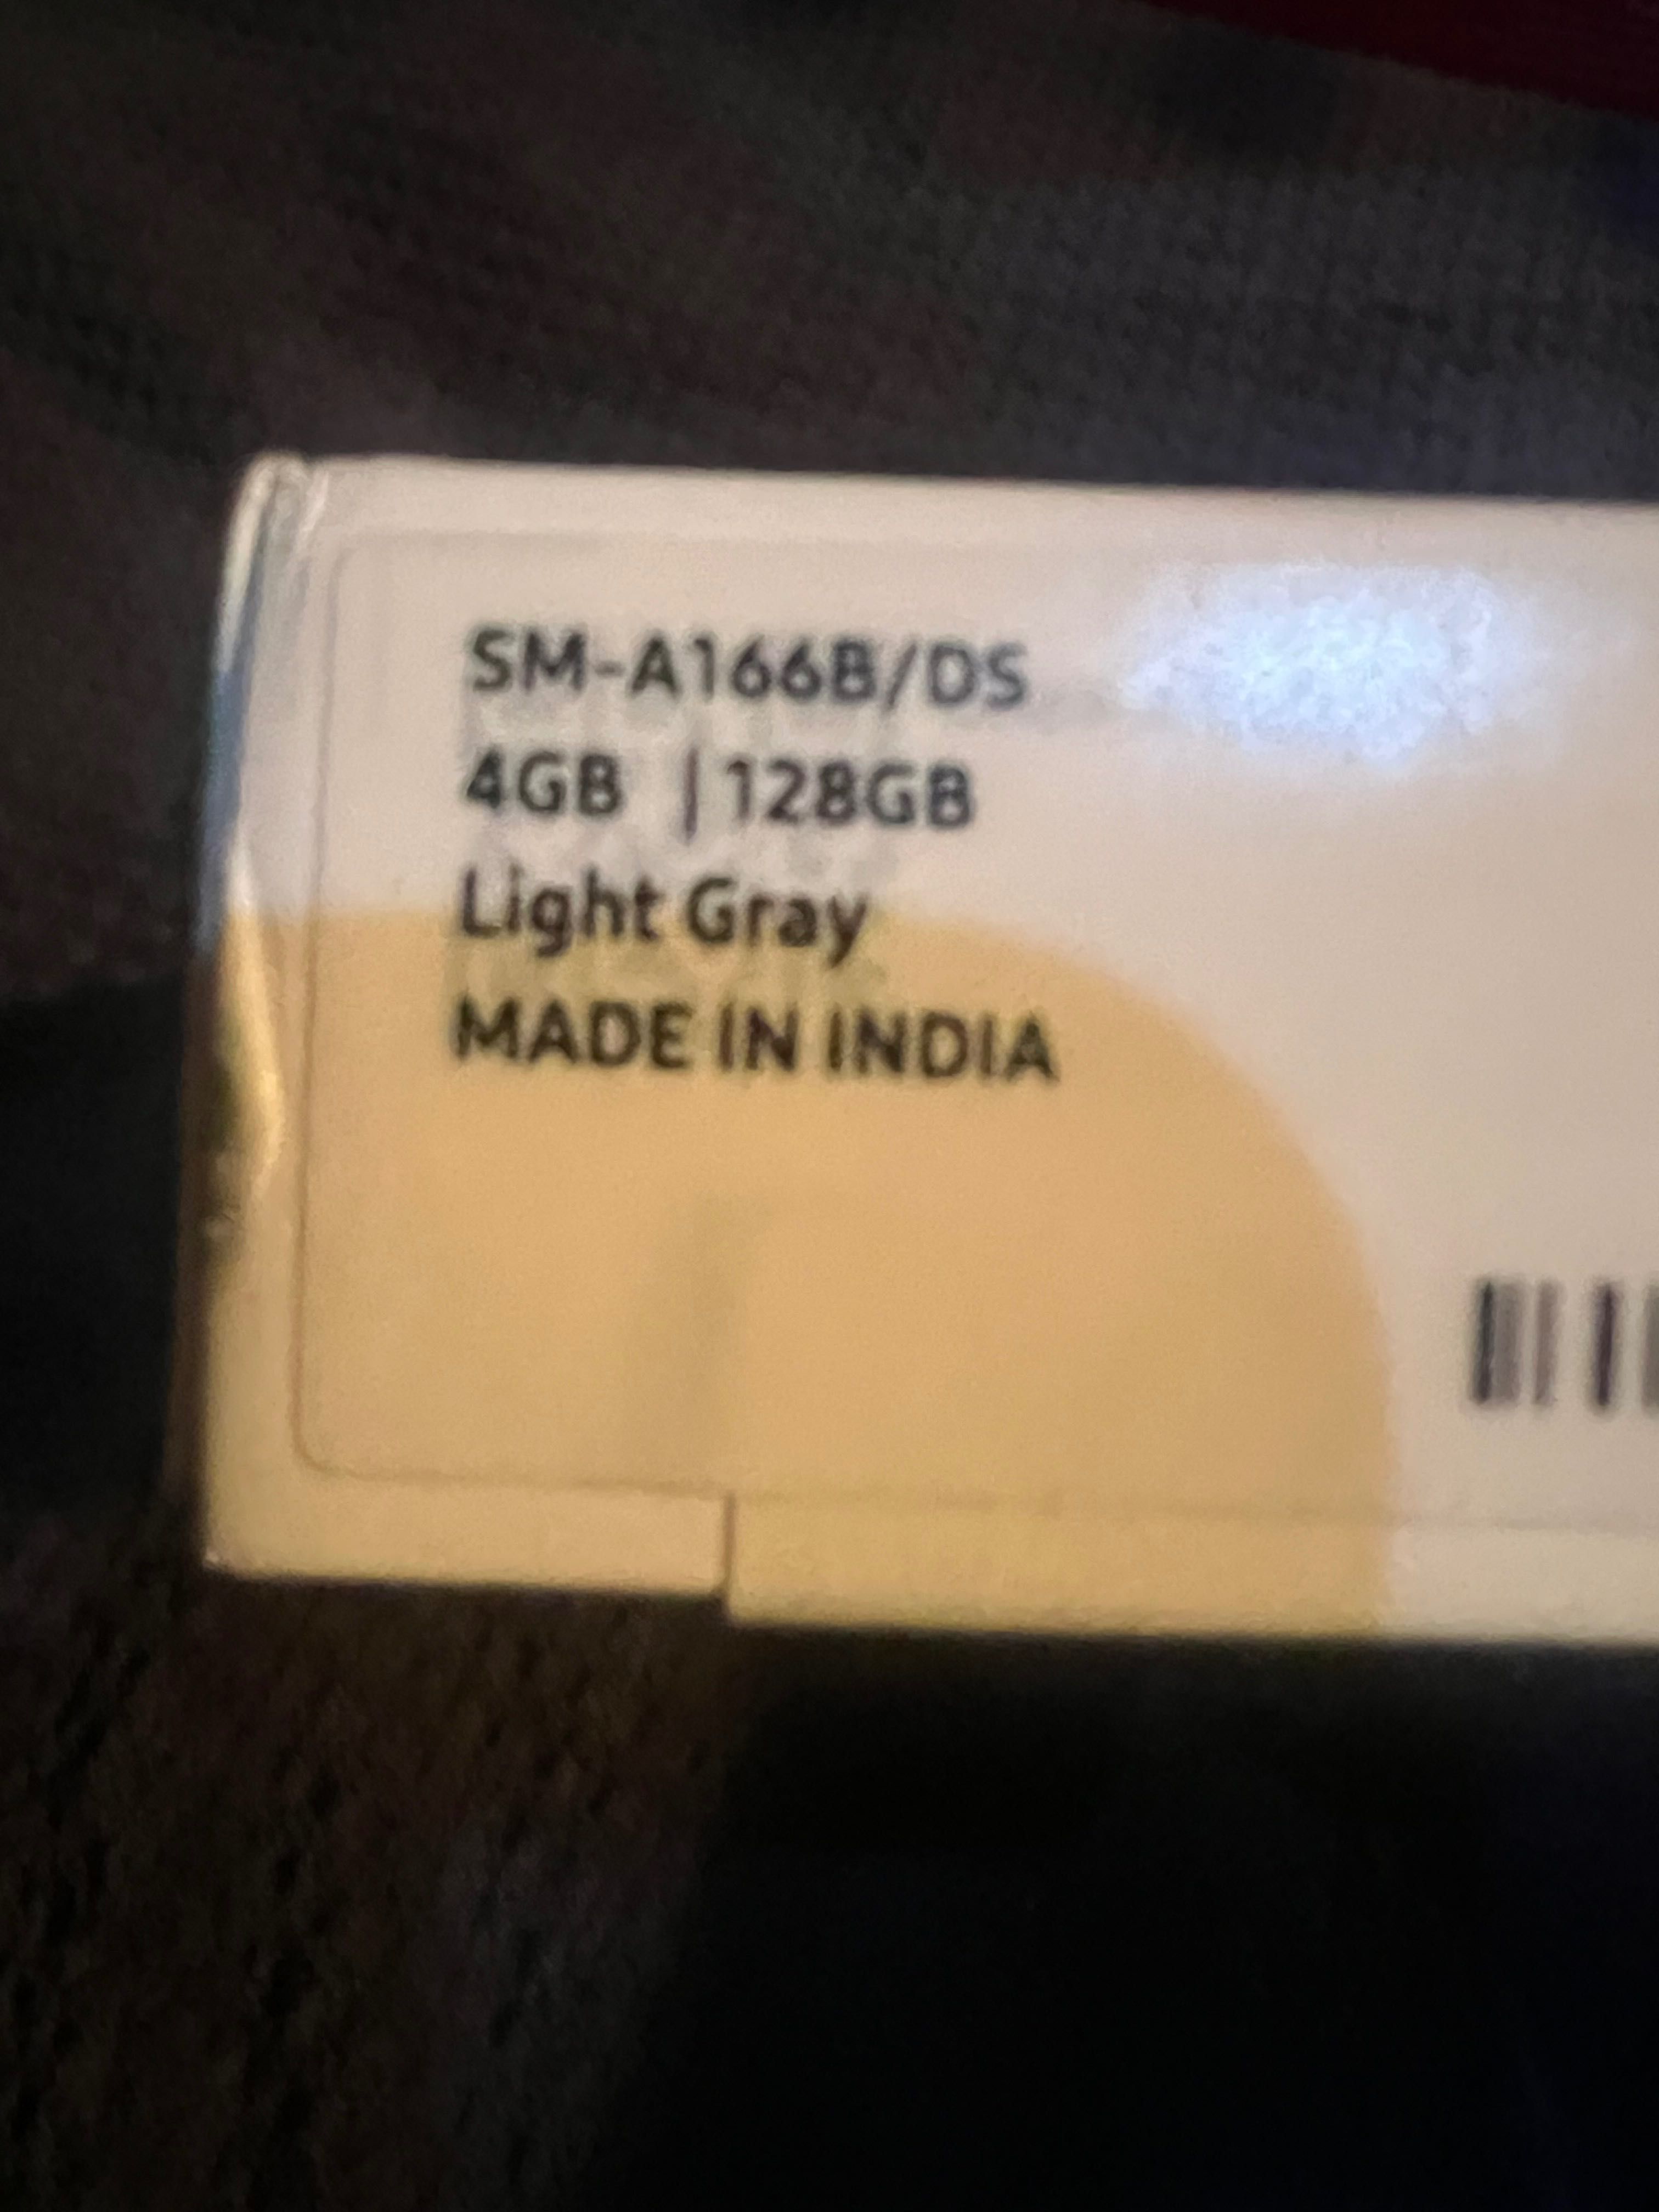 SM-A166B/DS
4GB | 128GB
Light Gray
MADE IN INDIA